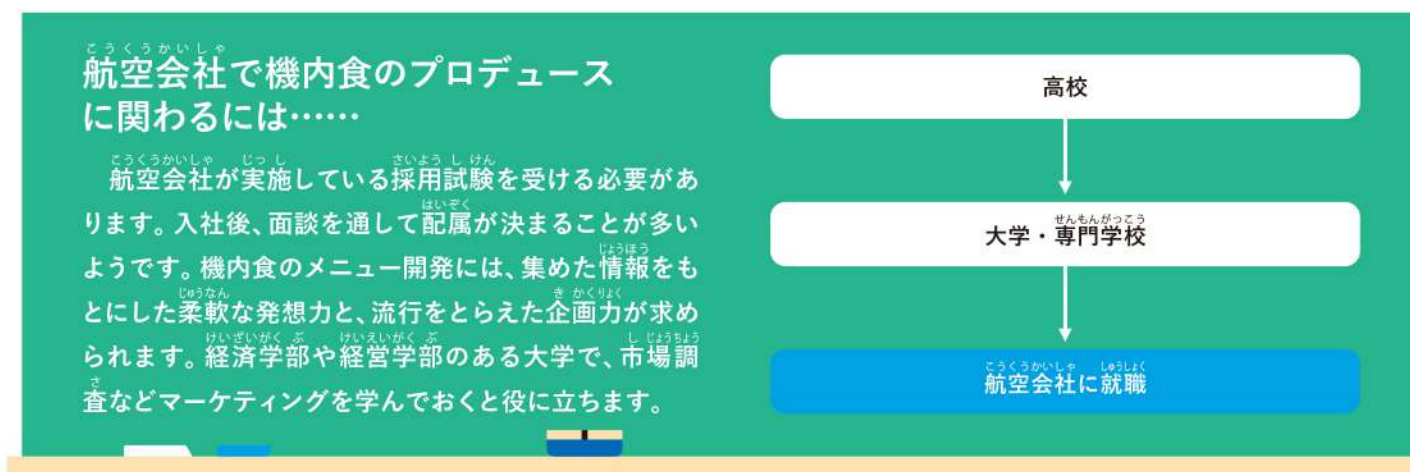 航空会社で機内食のプロデュース
に関わるには……
航空会社が実施している採用試験を受ける必要があ
ります。入社後、面談を通して配属が決まることが多い
ようです。機内食のメニュー開発には、集めた情報をも
とにした柔軟な発想力と、流行をとらえた企画力が求め
られます。経済学部や経営学部のある大学で、市場調
査などマーケティングを学んでおくと役に立ちます。
高校
大学・専門学校
航空会社に就職